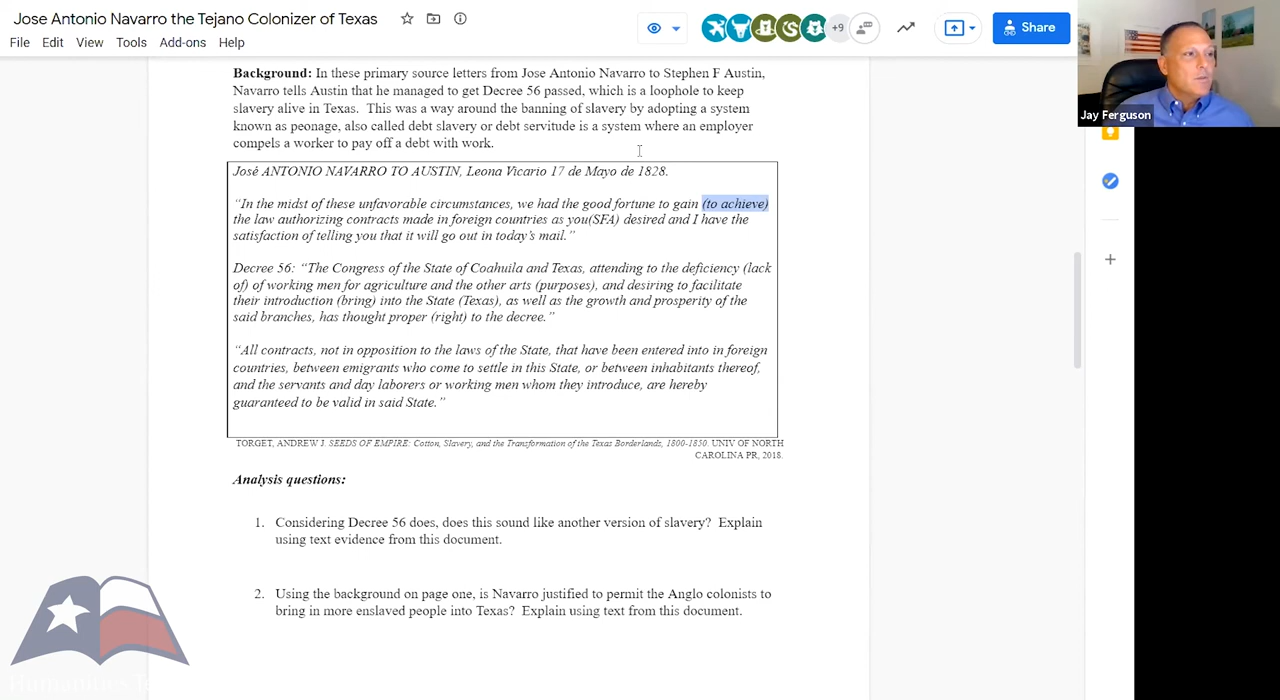 Jose Antonio Navarro the Tejano Colonizer of Texas
File Edit View Tools Add-ons Help
+9
Share
Jay Ferguson
Background: In these primary source letters from Jose Antonio Navarro to Stephen F Austin,
Navarro tells Austin that he managed to get Decree 56 passed, which is a loophole to keep
slavery alive in Texas. This was a way around the banning of slavery by adopting a system
known as peonage, also called debt slavery or debt servitude is a system where an employer
compels a worker to pay off a debt with work.
José ANTONIO NAVARRO TO AUSTIN, Leona Vicario 17 de Mayo de 1828.
“In the midst of these unfavorable circumstances, we had the good fortune to gain (to achieve)
the law authorizing contracts made in foreign countries as you(SFA) desired and I have the
satisfaction of telling you that it will go out in today’s mail.”
Decree 56: “The Congress of the State of Coahuila and Texas, attending to the deficiency (lack
of) of working men for agriculture and the other arts (purposes), and desiring to facilitate
their introduction (bring) into the State (Texas), as well as the growth and prosperity of the
said branches, has thought proper (right) to the decree.”
“All contracts, not in opposition to the laws of the State, that have been entered into in foreign
countries, between emigrants who come to settle in this State, or between inhabitants thereof,
and the servants and day laborers or working men whom they introduce, are hereby
guaranteed to be valid in said State.”
TORGET, ANDREW J. SEEDS OF EMPIRE: Cotton, Slavery, and the Transformation of the Texas Borderlands, 1800-1850. UNIV OF NORTH
CAROLINA PR, 2018.
Analysis questions:
1. Considering Decree 56 does, does this sound like another version of slavery? Explain
using text evidence from this document.
2. Using the background on page one, is Navarro justified to permit the Anglo colonists to
bring in more enslaved people into Texas? Explain using text from this document.
Humanities